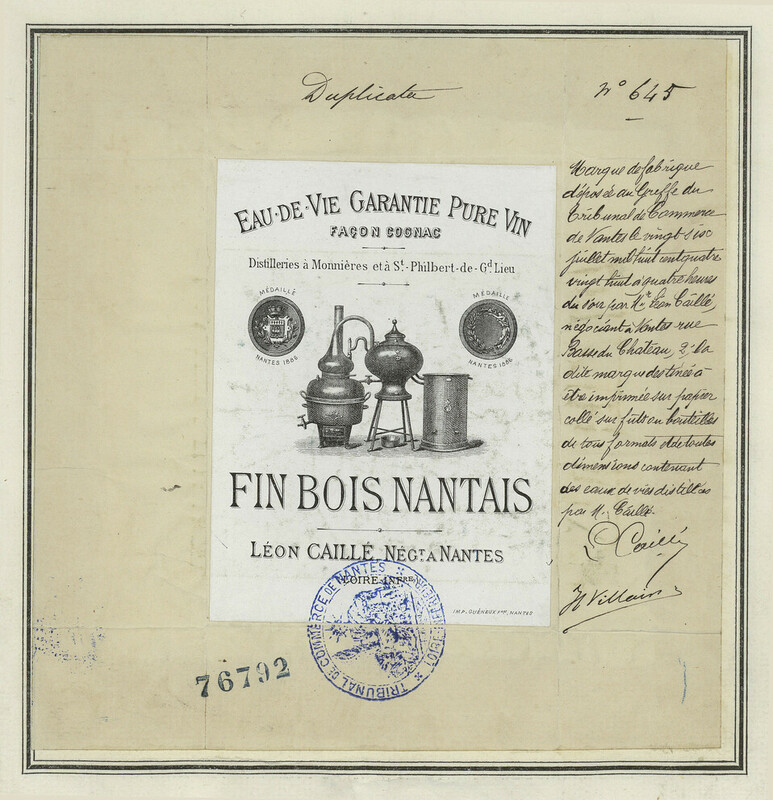 Duplicata
N° 645
EAU-DE-VIE GARANTIE PURE VIN
FAÇON COGNAC
Distilleries à Monnières et à St-Philbert-de-Gd Lieu
MÉDAILLE
NANTES 1886
MÉDAILLE
NANTES 1886
FIN BOIS NANTAIS
LÉON CAILLÉ, NÉGT A NANTES
(LOIRE-INFRE)
IMP. QUÉNEUX FRES, NANTES
TRIBUNAL DE COMMERCE DE NANTES
76792
Marque de fabrique
déposée au Greffe du
Tribunal de Commerce
de Nantes le vingt six
juillet mil huit cent quatre
vingt huit à quatre heures
du soir par Mr Léon Caillé,
négociant à Nantes rue
Basse du Chateau, 2. La
dite marque destinée à
être imprimée sur papier
collé sur fûts ou bouteilles
de tous formats et de toutes
dimensions contenant
des eaux de vies distillées
par M. Caillé.
L Caillé
H Villain